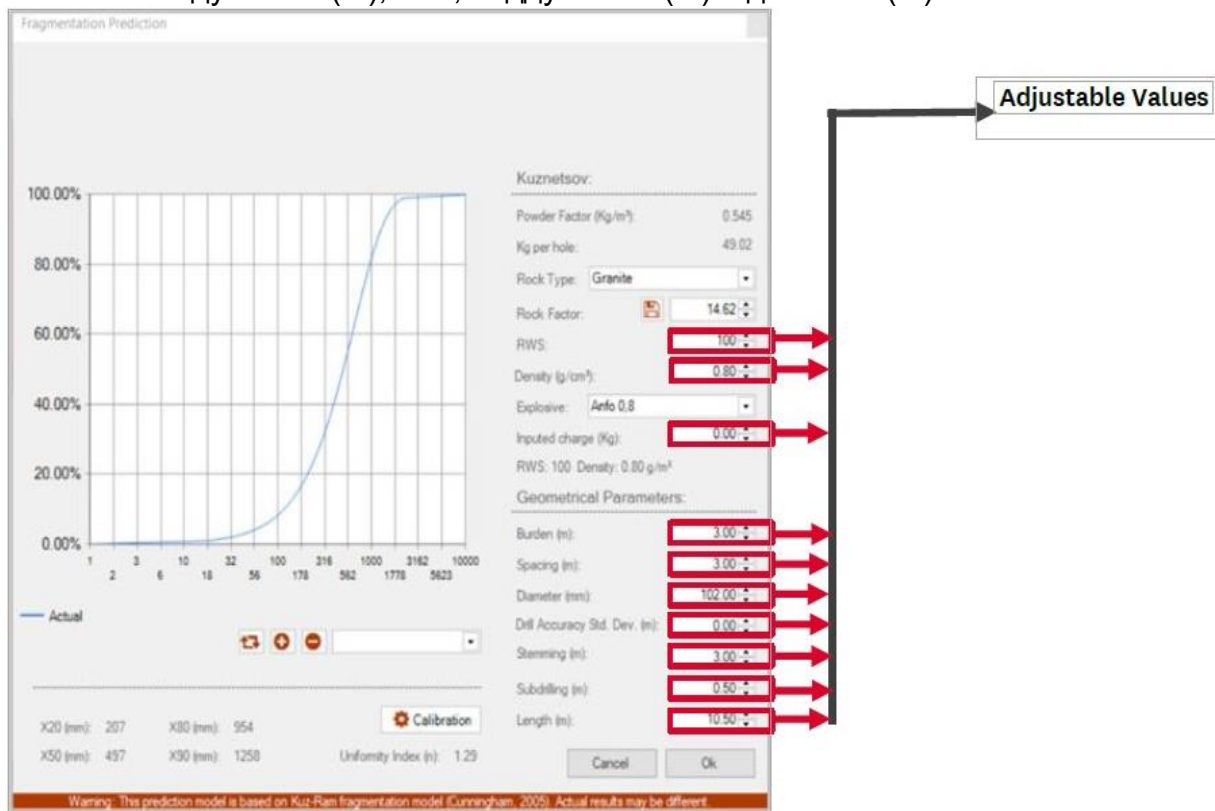 Fragmentation Prediction
Adjustable Values
Kuznetsov:
100.00%
80.00%
60.00%
40.00%
20.00%
0.00%
1 3 10 32 100 316 1000 3162 10000
2 6 18 56 178 562 1778 5623
Actual
Powder Factor (Kg/m³): 0.545
Kg per hole: 49.02
Rock Type: Granite
Rock Factor: 14.62
RWS: 100
Density (g/cm³): 0.80
Explosive: Anfo 0,8
Inputed charge (Kg): 0.00
RWS: 100 Density: 0.80 g/m³
Geometrical Parameters:
Burden (m): 3.00
Spacing (m): 3.00
Diameter (mm): 102.00
Drill Accuracy Std. Dev. (m): 0.00
Stemming (m): 3.00
Subdrilling (m): 0.50
Length (m): 10.50
X20 (mm): 207 X80 (mm): 954
Calibration
X50 (mm): 497 X90 (mm): 1258 Uniformity Index (n): 1.29
Cancel Ok
Warning: This prediction model is based on Kuz-Ram fragmentation model (Cunningham, 2005). Actual results may be different.